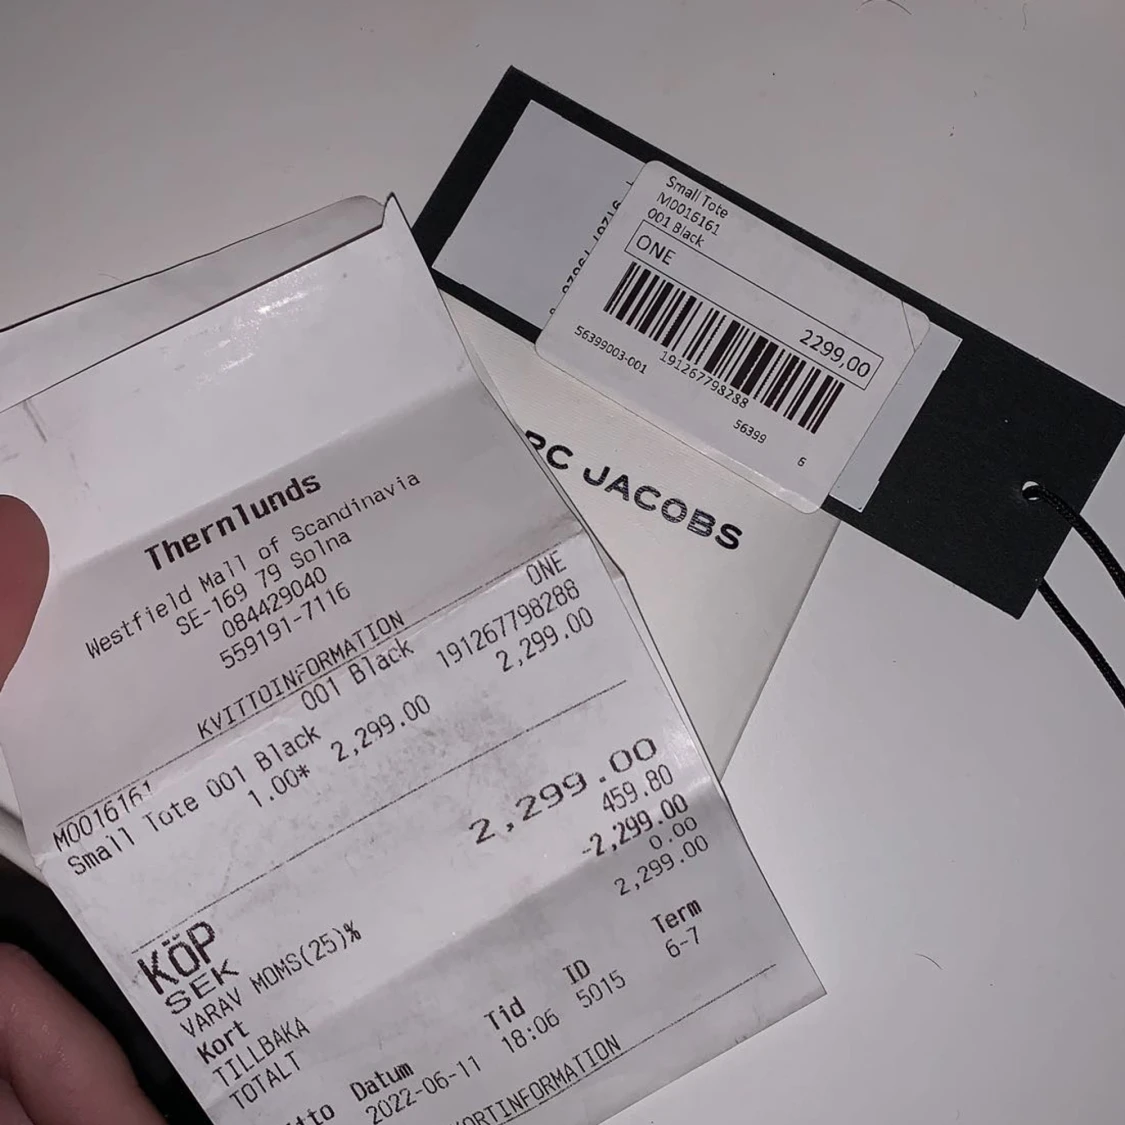 Small Tote
M0016161
001 Black
ONE
2299,00
56399003-001
191267798288
56399
6
RC JACOBS
Thernlunds
Westfield Mall of Scandinavia
SE-169 79 Solna
084429040
559191-7116
KVITTOINFORMATION
M0016161 001 Black ONE
Small Tote 001 Black 191267798288
1.00* 2,299.00 2,299.00
KÖP
SEK 2,299.00
VARAV MOMS(25)% 459.80
Kort -2,299.00
TILLBAKA 0.00
TOTALT 2,299.00
Datum Tid ID Term
2022-06-11 18:06 5015 6-7
KORTINFORMATION